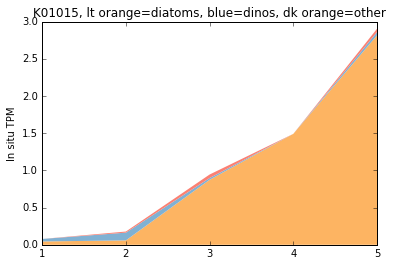 K01015, lt orange=diatoms, blue=dinos, dk orange=other
3.0
2.5
2.0
1.5
1.0
0.5
0.0
In situ TPM
1 2 3 4 5